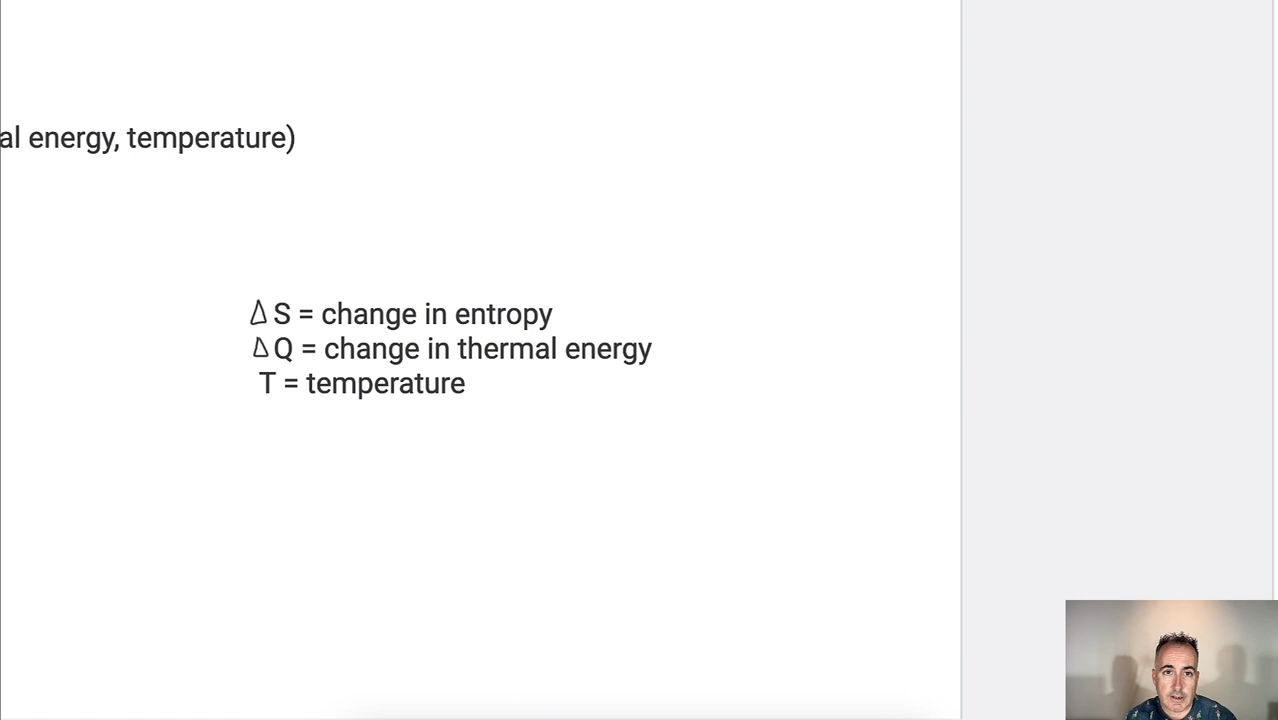 al energy, temperature)
Δ S = change in entropy
Δ Q = change in thermal energy
T = temperature